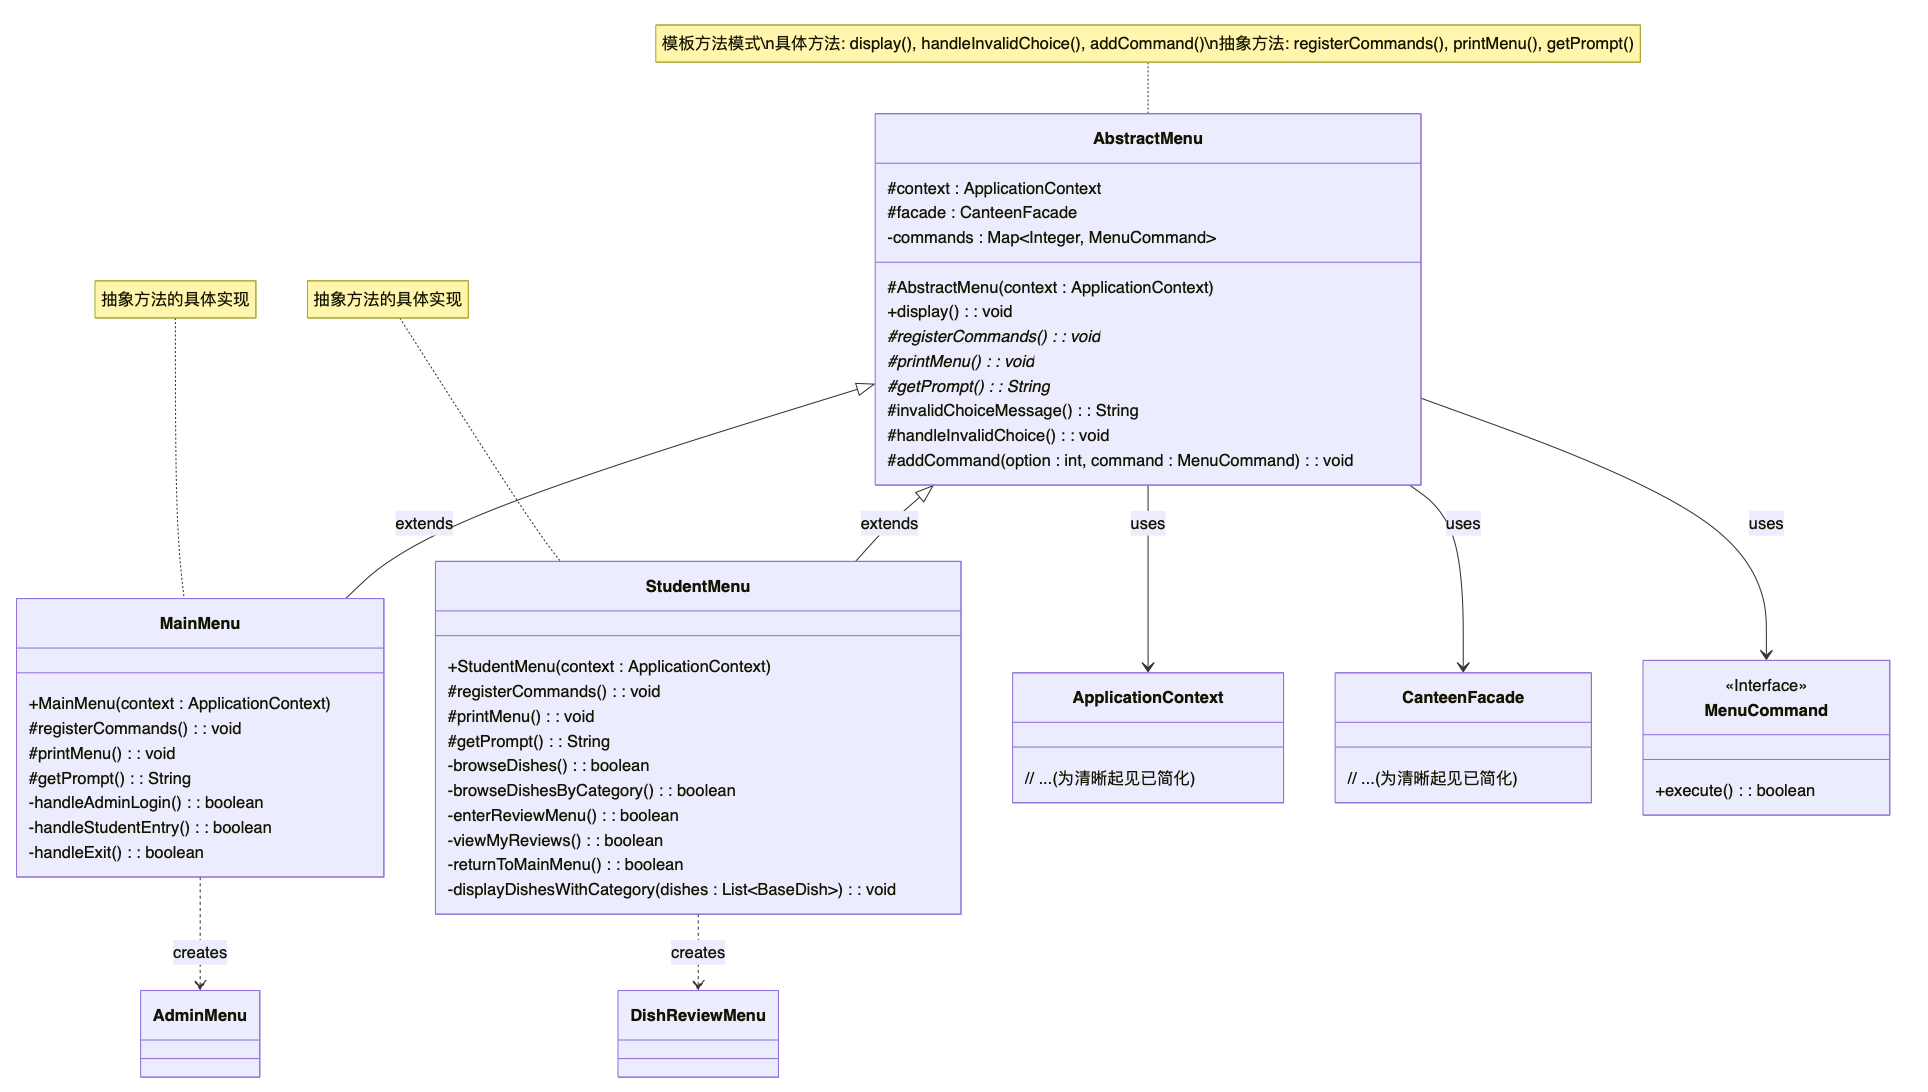 模板方法模式\n具体方法: display(), handleInvalidChoice(), addCommand()\n抽象方法: registerCommands(), printMenu(), getPrompt()
AbstractMenu
#context : ApplicationContext
#facade : CanteenFacade
-commands : Map<Integer, MenuCommand>
#AbstractMenu(context : ApplicationContext)
+display() : : void
#registerCommands() : : void
#printMenu() : : void
#getPrompt() : : String
#invalidChoiceMessage() : : String
#handleInvalidChoice() : : void
#addCommand(option : int, command : MenuCommand) : : void
抽象方法的具体实现
抽象方法的具体实现
extends
extends
uses
uses
uses
MainMenu
+MainMenu(context : ApplicationContext)
#registerCommands() : : void
#printMenu() : : void
#getPrompt() : : String
-handleAdminLogin() : : boolean
-handleStudentEntry() : : boolean
-handleExit() : : boolean
StudentMenu
+StudentMenu(context : ApplicationContext)
#registerCommands() : : void
#printMenu() : : void
#getPrompt() : : String
-browseDishes() : : boolean
-browseDishesByCategory() : : boolean
-enterReviewMenu() : : boolean
-viewMyReviews() : : boolean
-returnToMainMenu() : : boolean
-displayDishesWithCategory(dishes : List<BaseDish>) : : void
ApplicationContext
// ...(为清晰起见已简化)
CanteenFacade
// ...(为清晰起见已简化)
«Interface»
MenuCommand
+execute() : : boolean
creates
creates
AdminMenu
DishReviewMenu